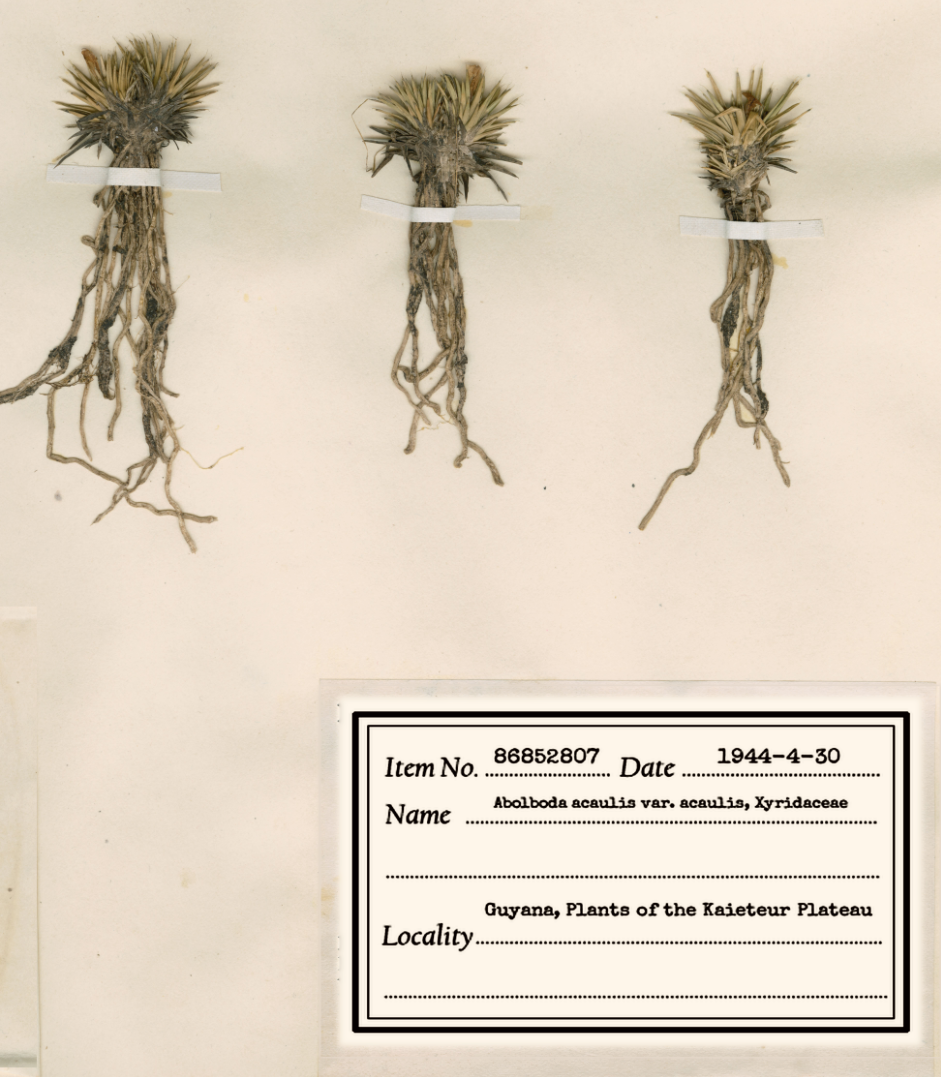 Item No. 86852807 Date 1944-4-30
Name Abolboda acaulis var. acaulis, Xyridaceae
Guyana, Plants of the Kaieteur Plateau
Locality